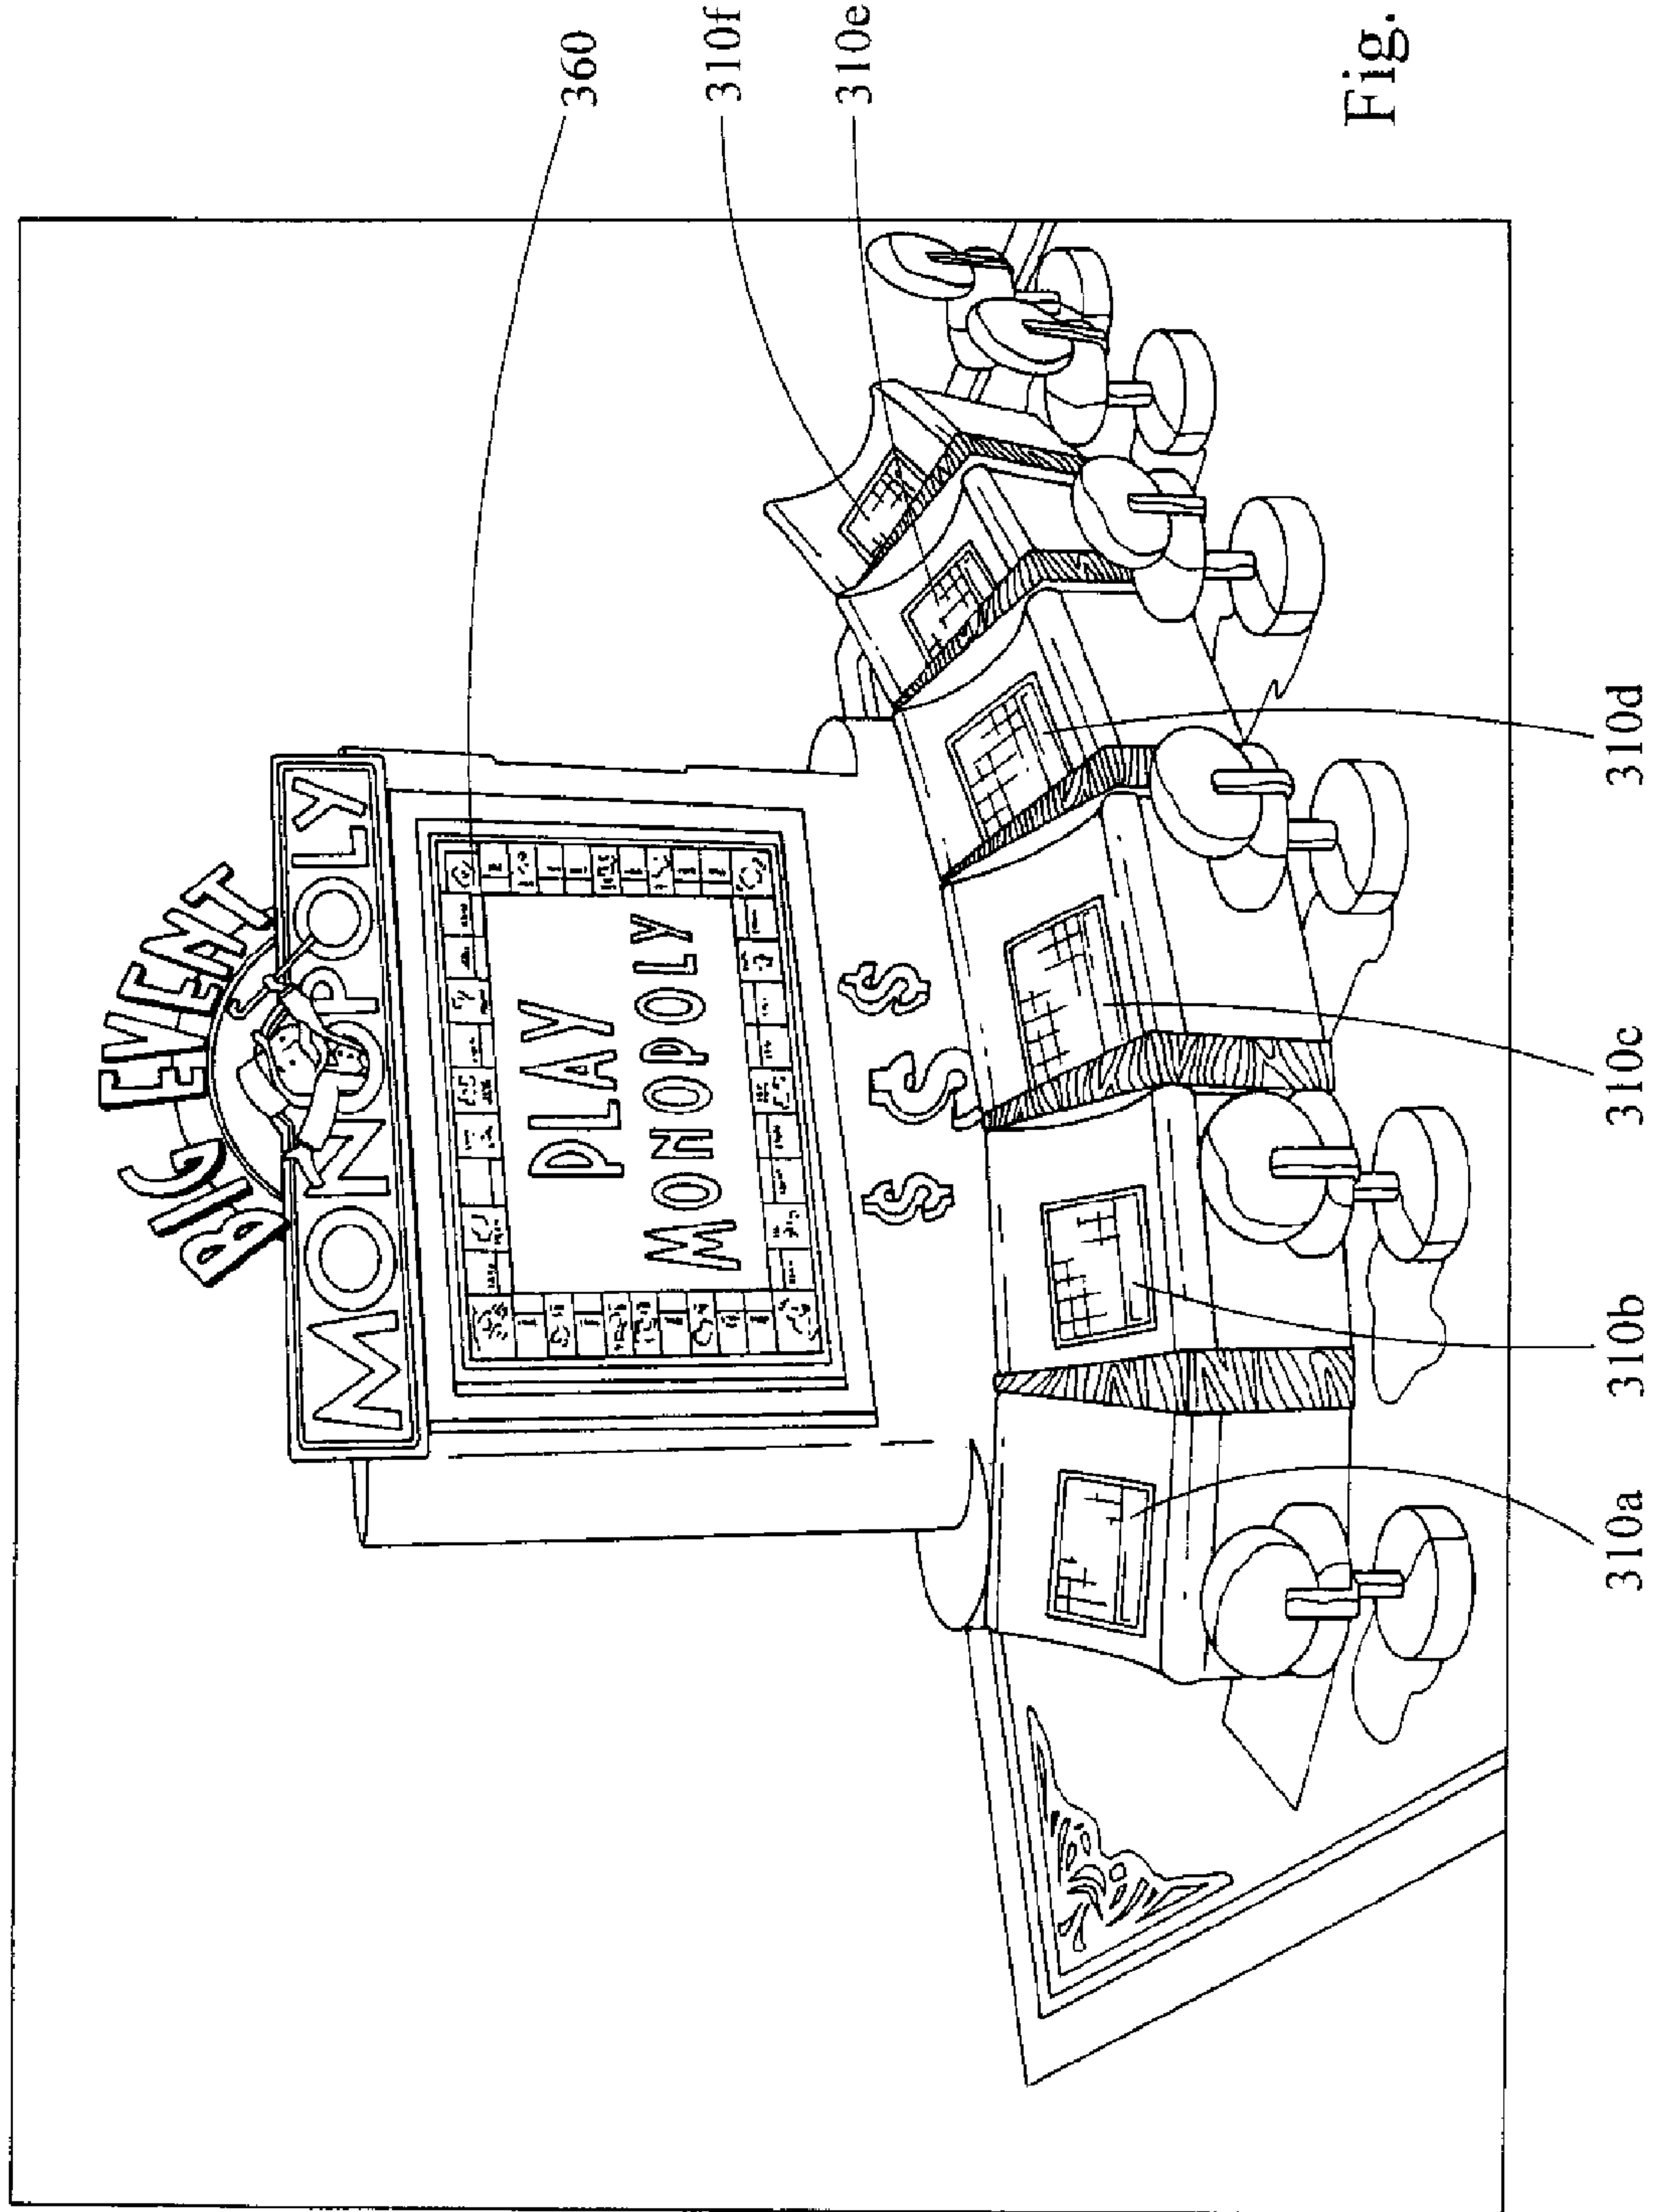 BIG EVENT
MONOPOLY
PLAY
MONOPOLY
$ $ $
360
310f
310e
310a
310b
310c
310d
Fig.